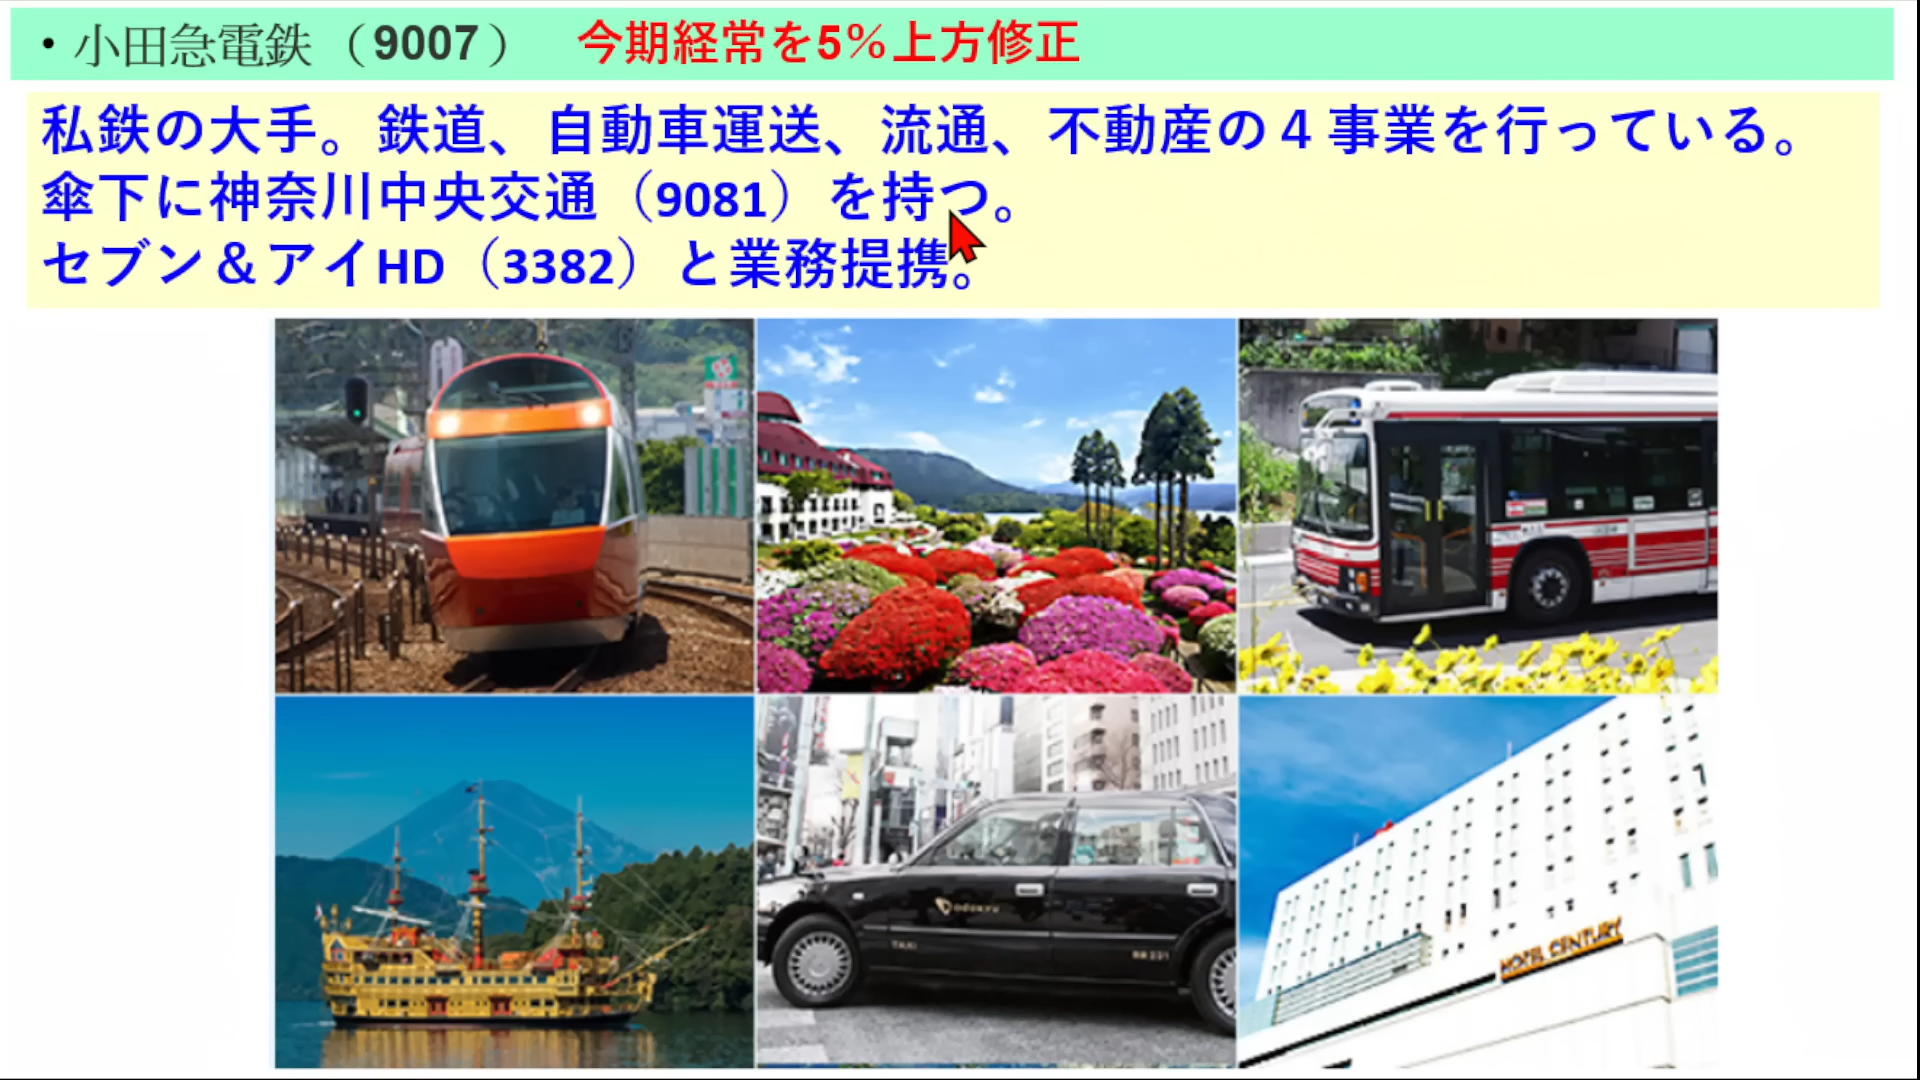 ・小田急電鉄（9007） 今期経常を5%上方修正
私鉄の大手。鉄道、自動車運送、流通、不動産の４事業を行っている。
傘下に神奈川中央交通（9081）を持つ。
セブン＆アイHD（3382）と業務提携。
odakyu
TAXI
HOTEL CENTURY